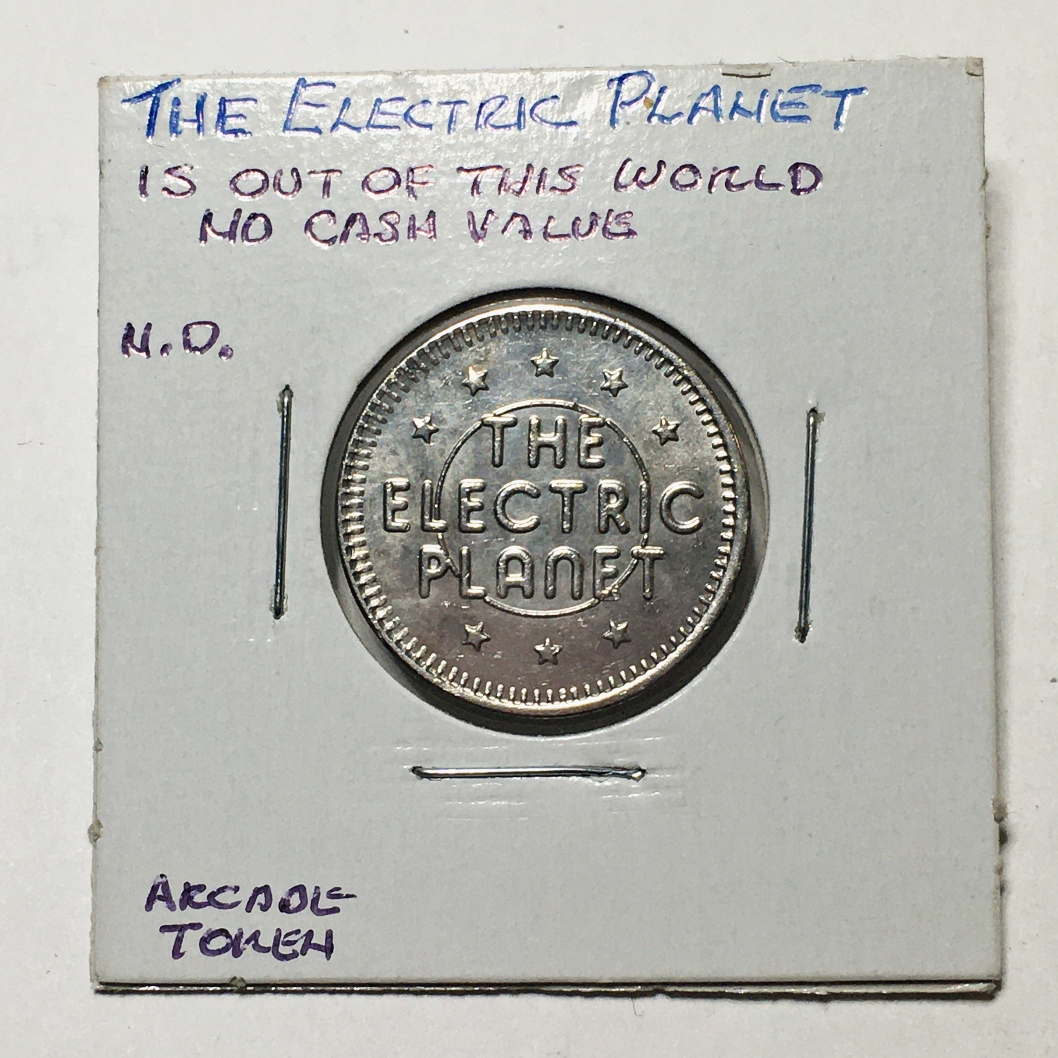 THE ELECTRIC PLANET
IS OUT OF THIS WORLD
NO CASH VALUE
N.D.
THE
ELECTRIC
PLANET
ARCADE
TOKEN